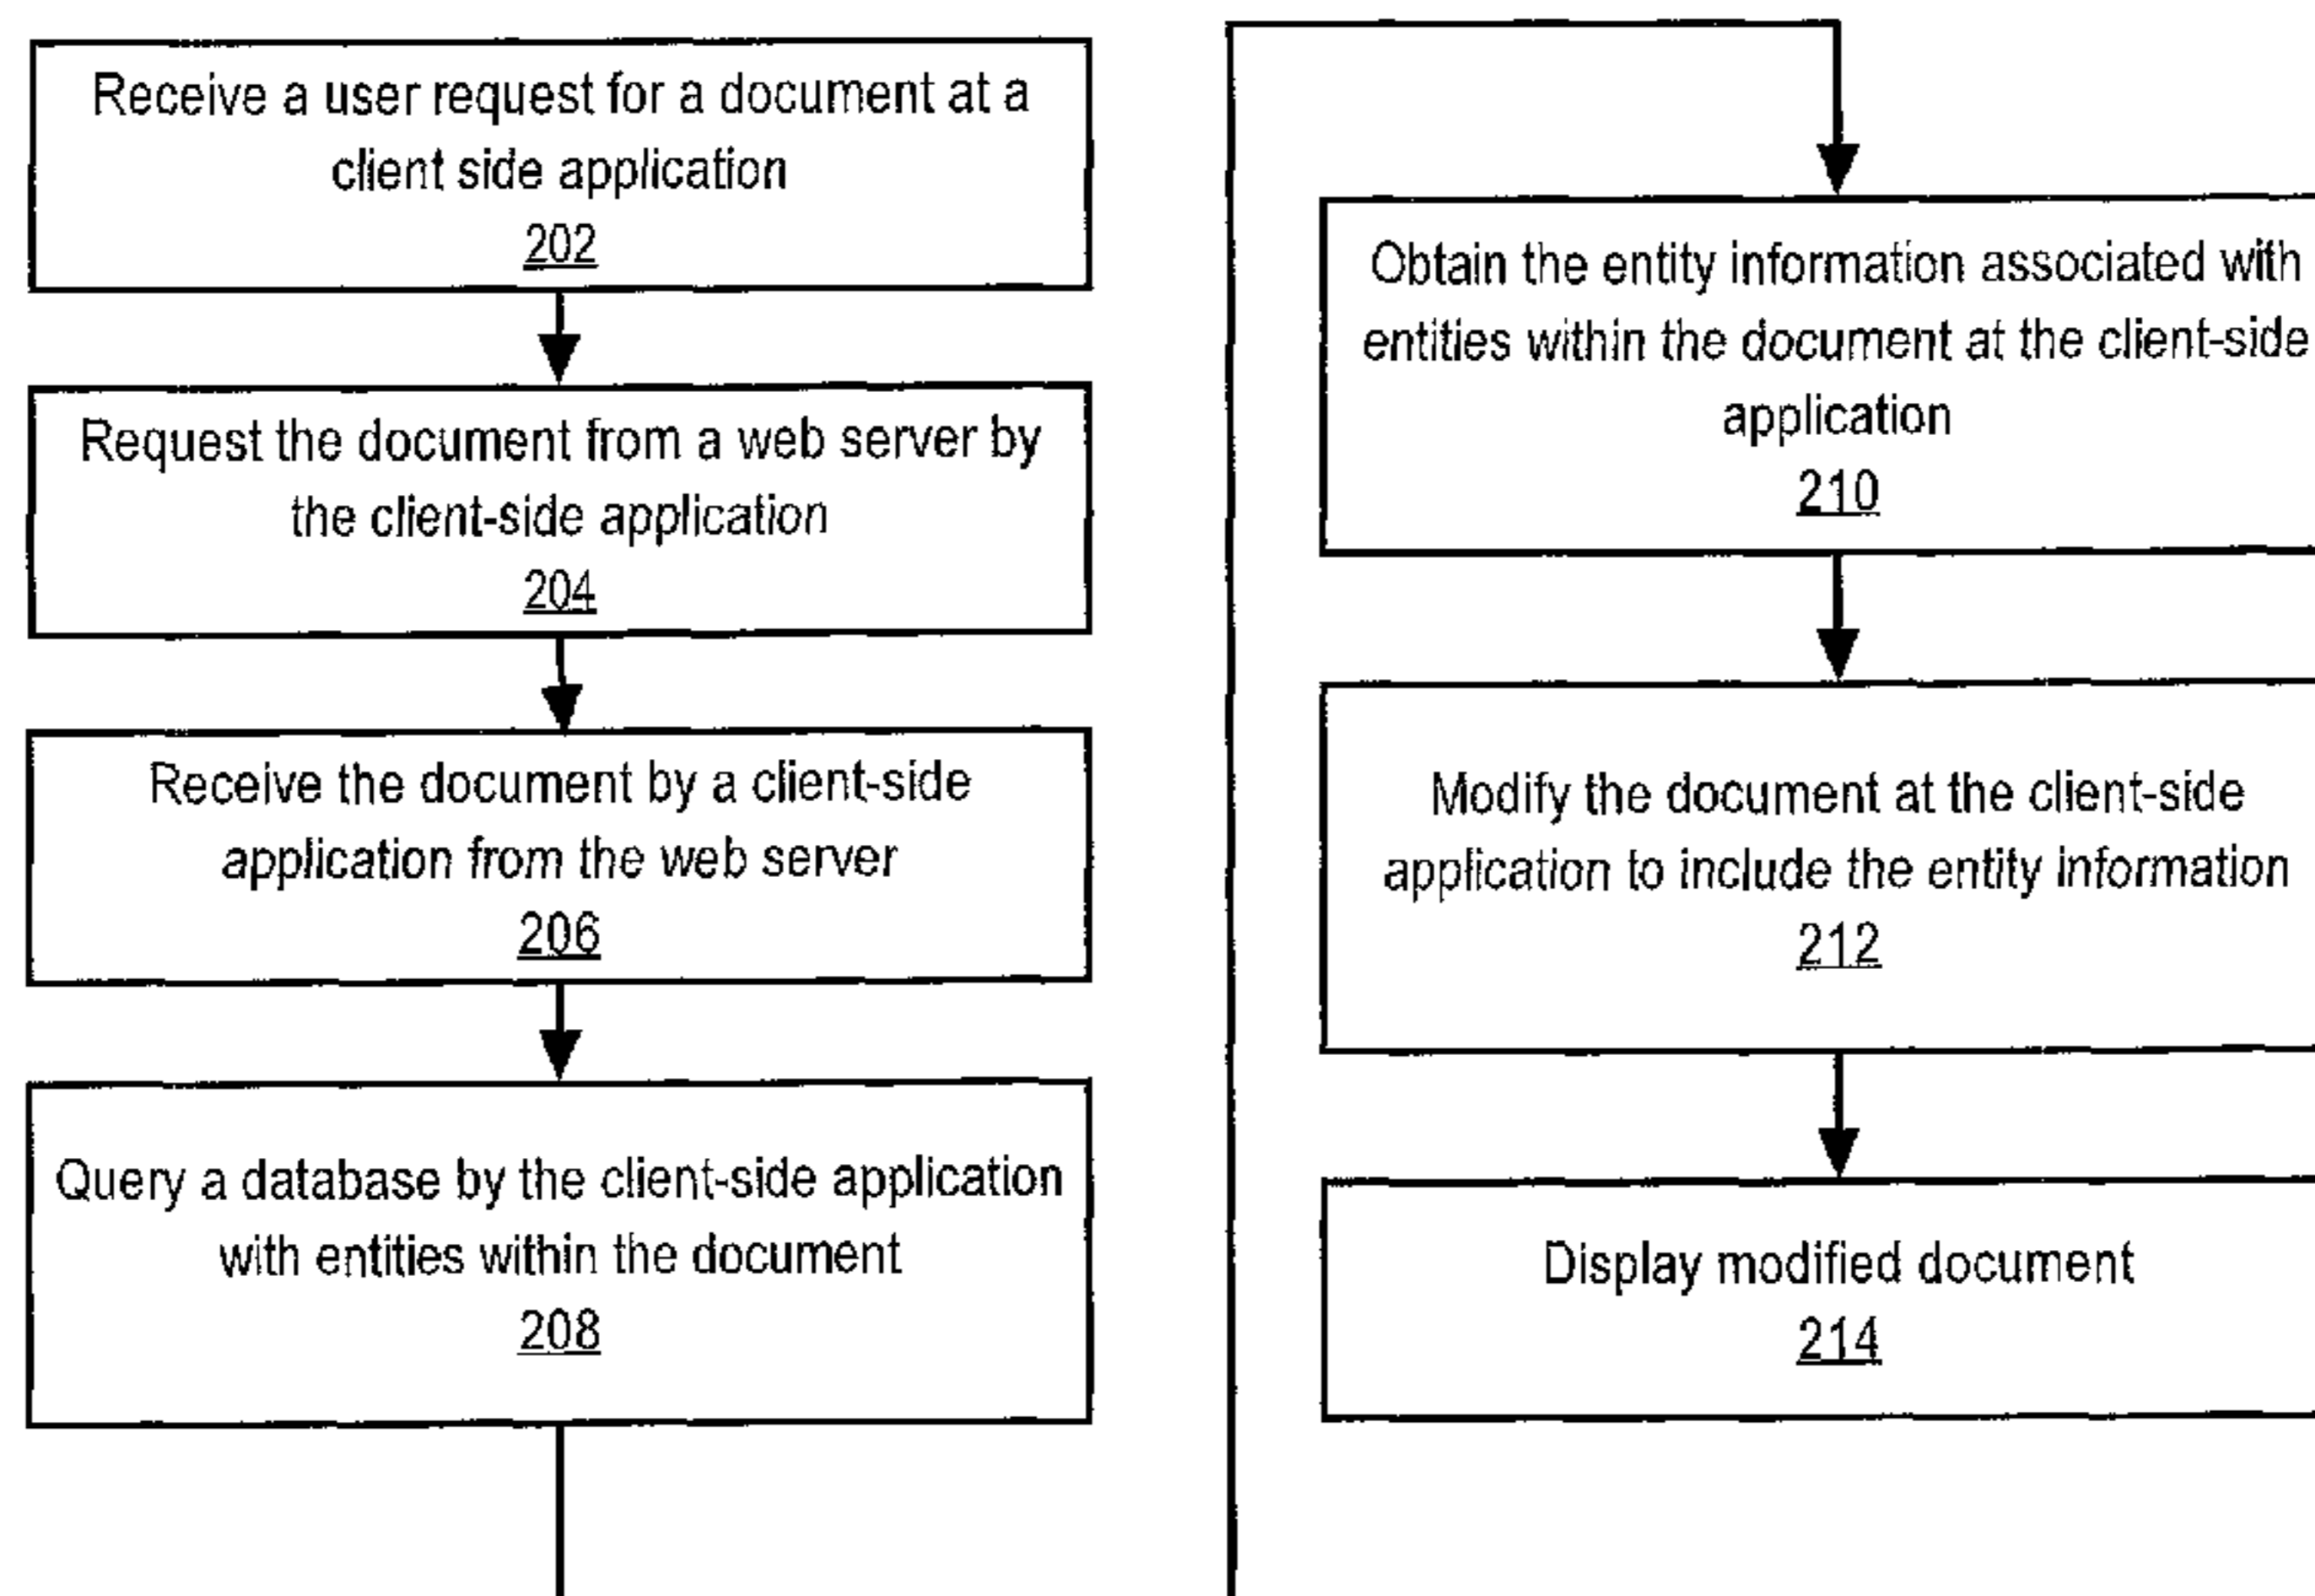 Receive a user request for a document at a
client side application
202
Request the document from a web server by
the client-side application
204
Receive the document by a client-side
application from the web server
206
Query a database by the client-side application
with entities within the document
208
Obtain the entity information associated with
entities within the document at the client-side
application
210
Modify the document at the client-side
application to include the entity information
212
Display modified document
214